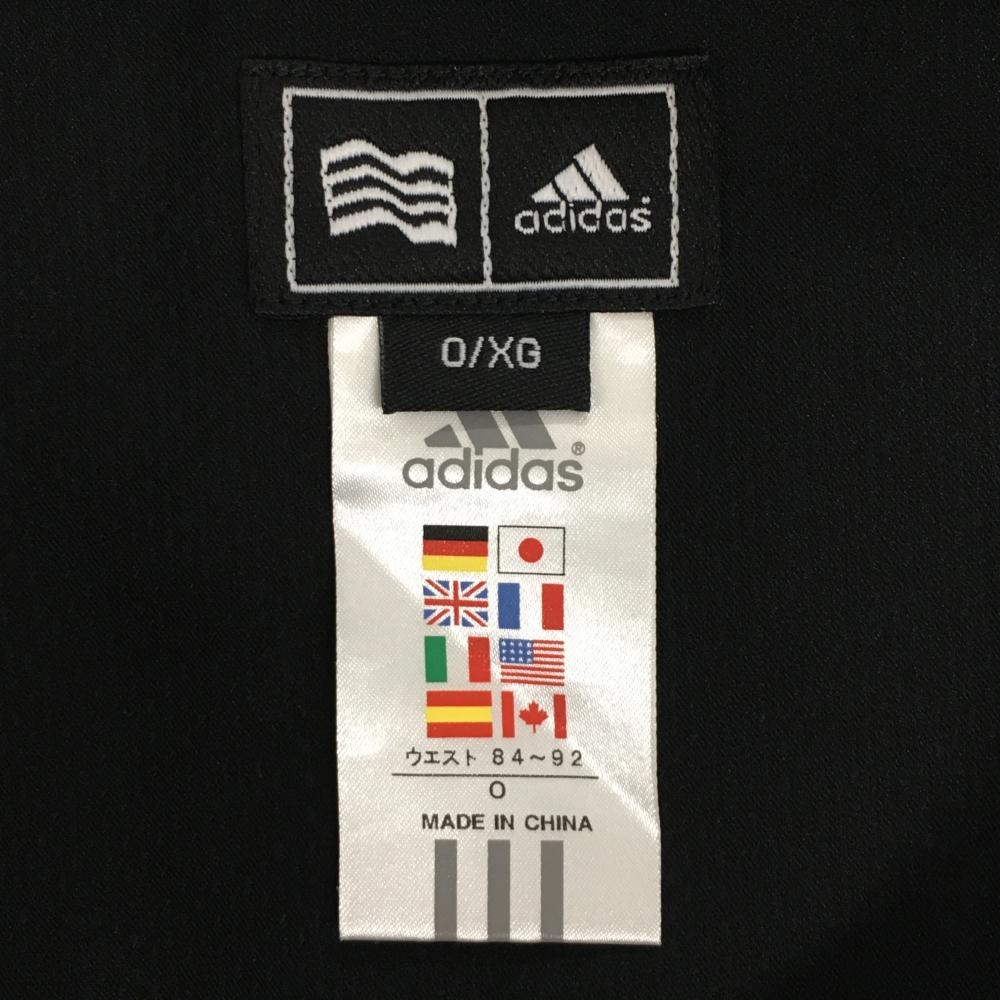 adidas
O/XG
adidas®
ウエスト 84～92
O
MADE IN CHINA